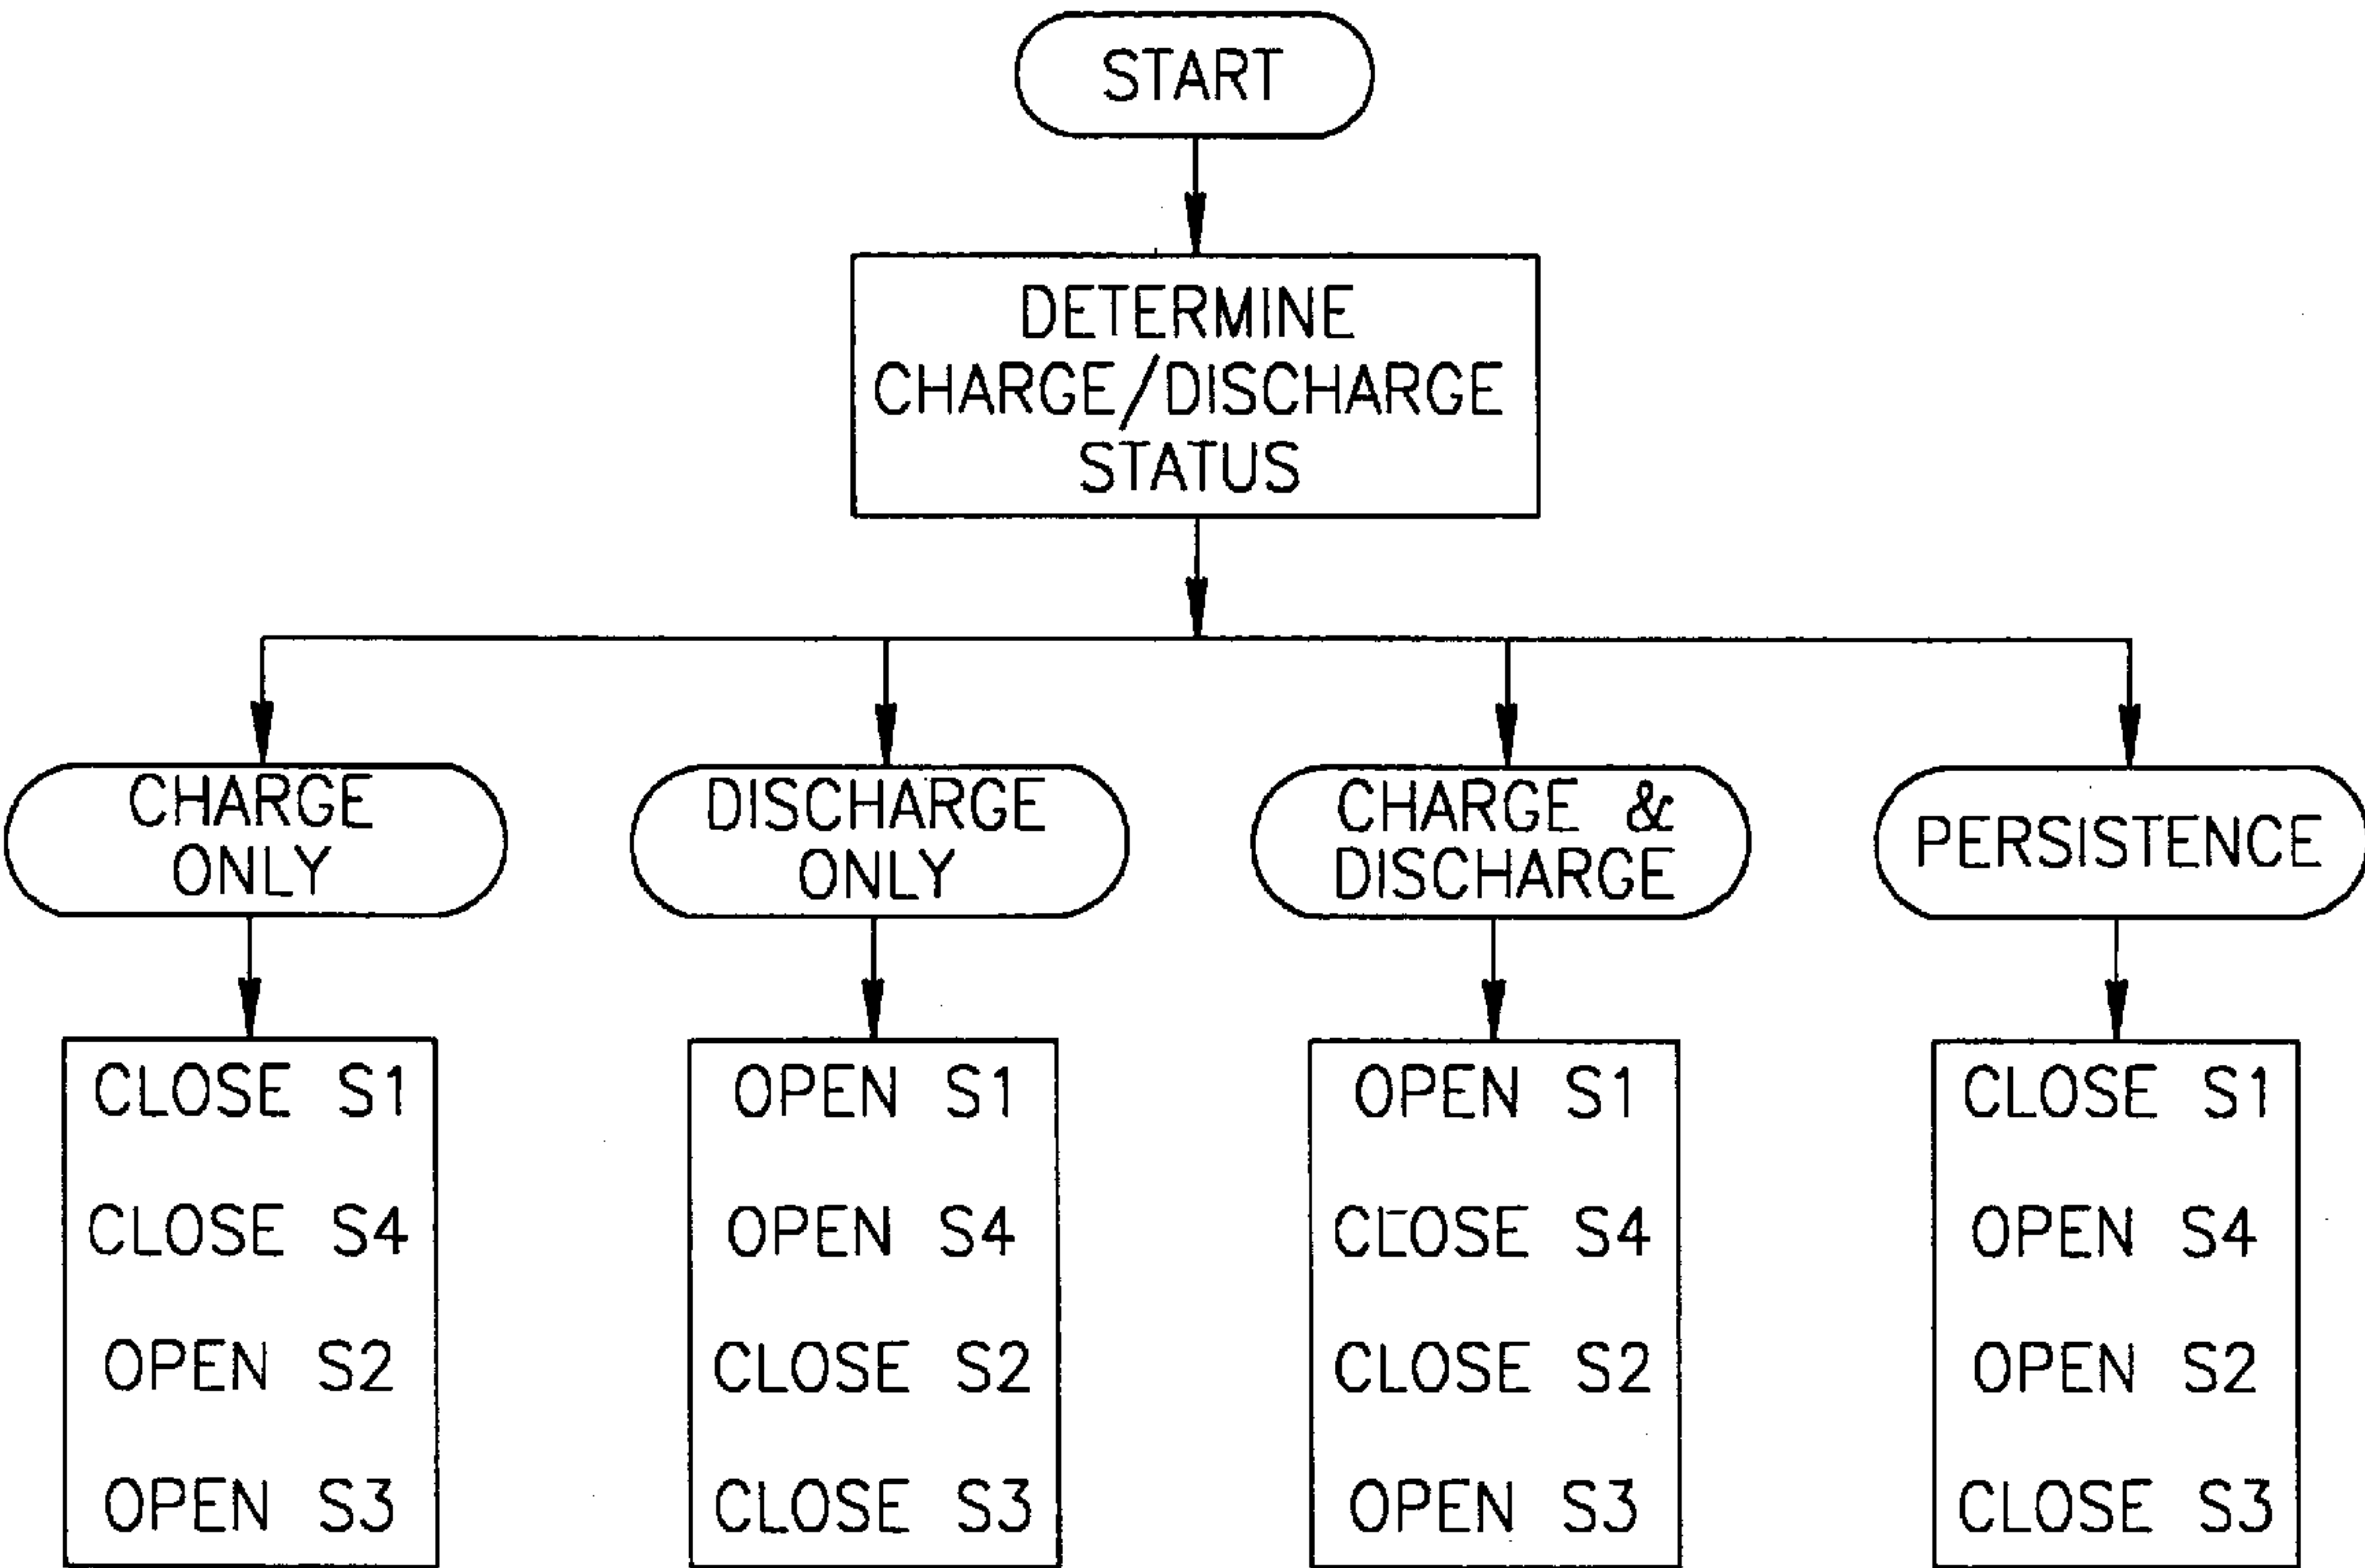 START
DETERMINE
CHARGE/DISCHARGE
STATUS
CHARGE
ONLY
DISCHARGE
ONLY
CHARGE &
DISCHARGE
PERSISTENCE
CLOSE S1
CLOSE S4
OPEN S2
OPEN S3
OPEN S1
OPEN S4
CLOSE S2
CLOSE S3
OPEN S1
CLOSE S4
CLOSE S2
OPEN S3
CLOSE S1
OPEN S4
OPEN S2
CLOSE S3